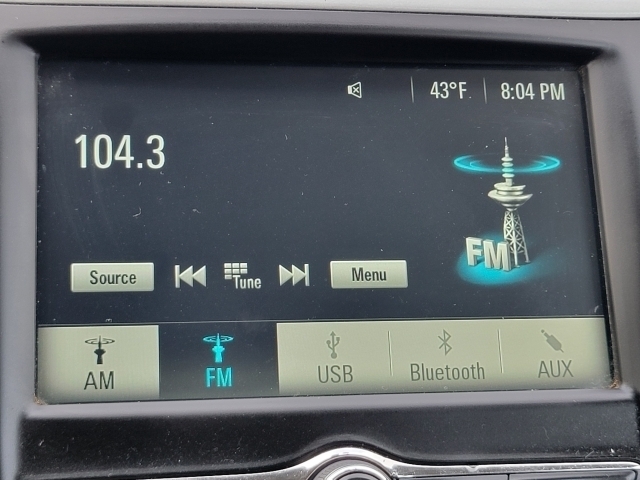 43°F 8:04 PM
104.3
FM
Source Tune Menu
AM FM USB Bluetooth AUX